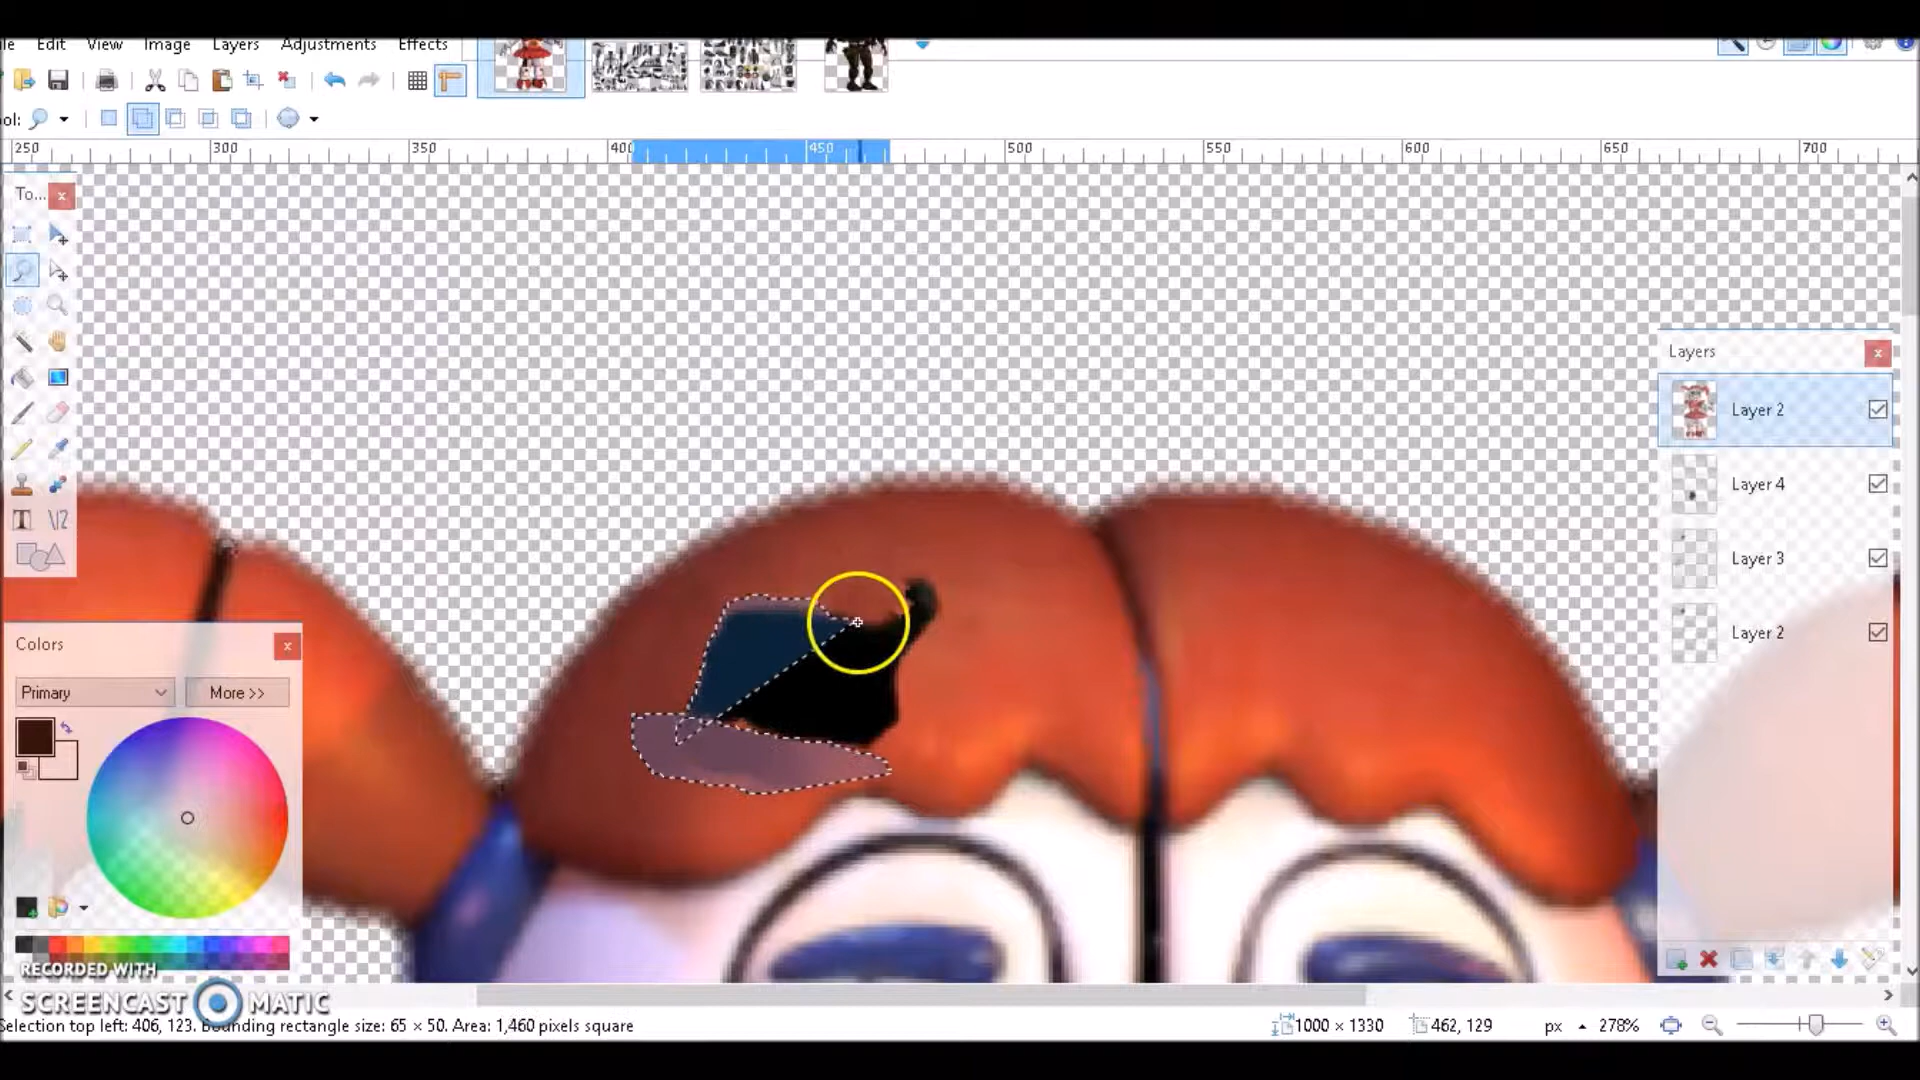 le Edit View Image Layers Adjustments Effects
ol:
250 300 350 400 450 500 550 600 650 700
To...
Layers
Layer 2
Layer 4
Layer 3
Layer 2
Colors
Primary More >>
RECORDED WITH
SCREENCAST MATIC
Selection top left: 406, 123. Bounding rectangle size: 65 × 50. Area: 1,460 pixels square 1000 × 1330 462, 129 px 278%